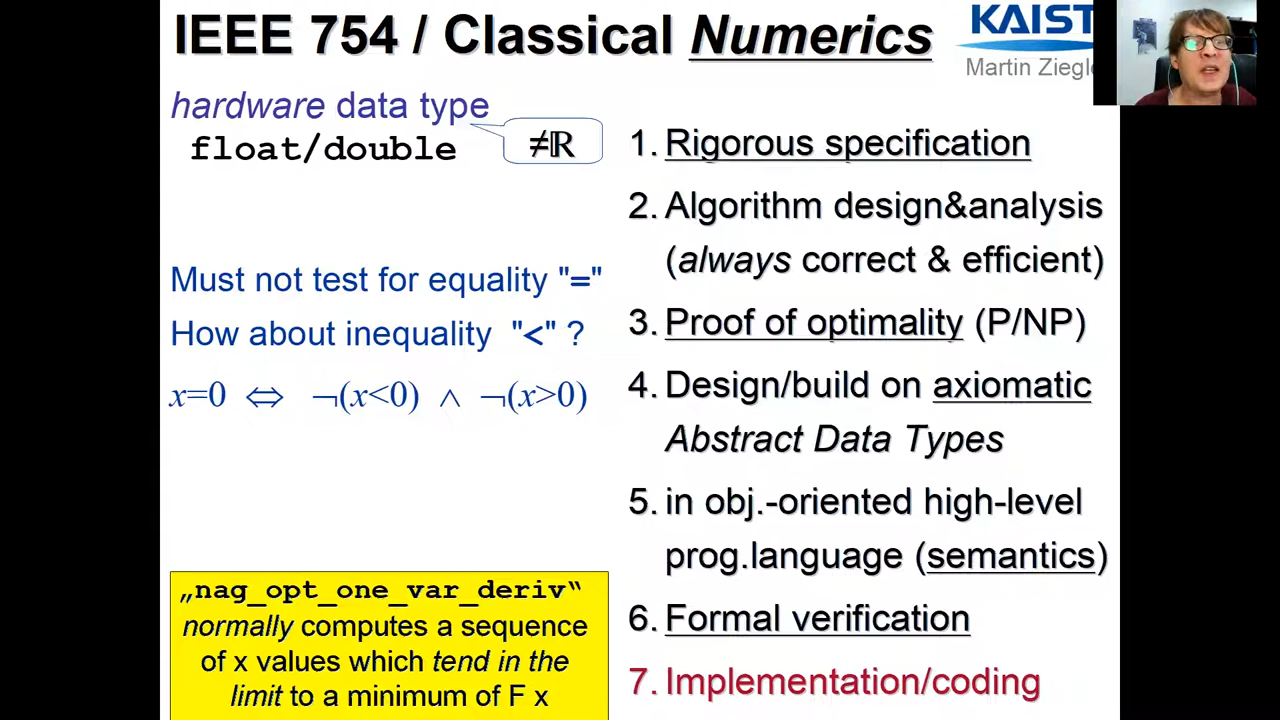 IEEE 754 / Classical Numerics
KAIST
Martin Ziegl
hardware data type
float/double
≠ℝ
Must not test for equality "="
How about inequality "<" ?
x=0 ⇔ ¬(x<0) ∧ ¬(x>0)
„nag_opt_one_var_deriv“
normally computes a sequence
of x values which tend in the
limit to a minimum of F x
1. Rigorous specification
2. Algorithm design&analysis
(always correct & efficient)
3. Proof of optimality (P/NP)
4. Design/build on axiomatic
Abstract Data Types
5. in obj.-oriented high-level
prog.language (semantics)
6. Formal verification
7. Implementation/coding